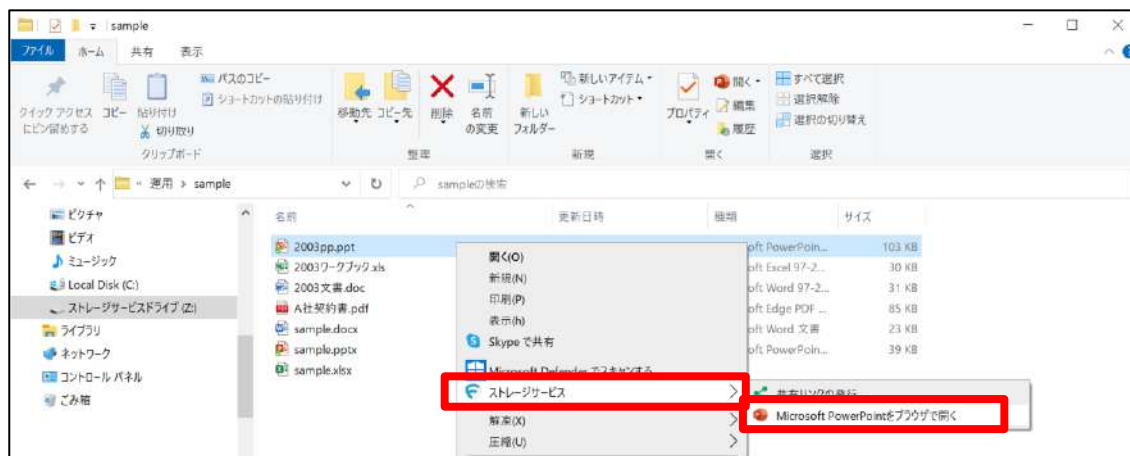 sample
ファイル ホーム 共有 表示
クイック アクセスにピン留めする
コピー
貼り付け
パスのコピー
ショートカットの貼り付け
切り取り
クリップボード
移動先
コピー先
削除
名前の変更
整理
新しいフォルダー
新しいアイテム
ショートカット
新規
プロパティ
開く
編集
履歴
開く
すべて選択
選択解除
選択の切り替え
選択
« 運用 > sample
sampleの検索
ピクチャ
ビデオ
ミュージック
Local Disk (C:)
ストレージサービスドライブ (Z:)
ライブラリ
ネットワーク
コントロール パネル
ごみ箱
名前 更新日時 種類 サイズ
2003pp.ppt oft PowerPoin... 103 KB
2003ワークブック.xls oft Excel 97-2... 30 KB
2003文書.doc oft Word 97-2... 31 KB
A社契約書.pdf oft Edge PDF ... 85 KB
sample.docx oft Word 文書 23 KB
sample.pptx oft PowerPoin... 39 KB
sample.xlsx
開く(O)
新規(N)
印刷(P)
表示(h)
Skype で共有
Microsoft Defender でスキャンする
ストレージサービス
解凍(X)
圧縮(U)
共有リンクの発行
Microsoft PowerPointをブラウザで開く